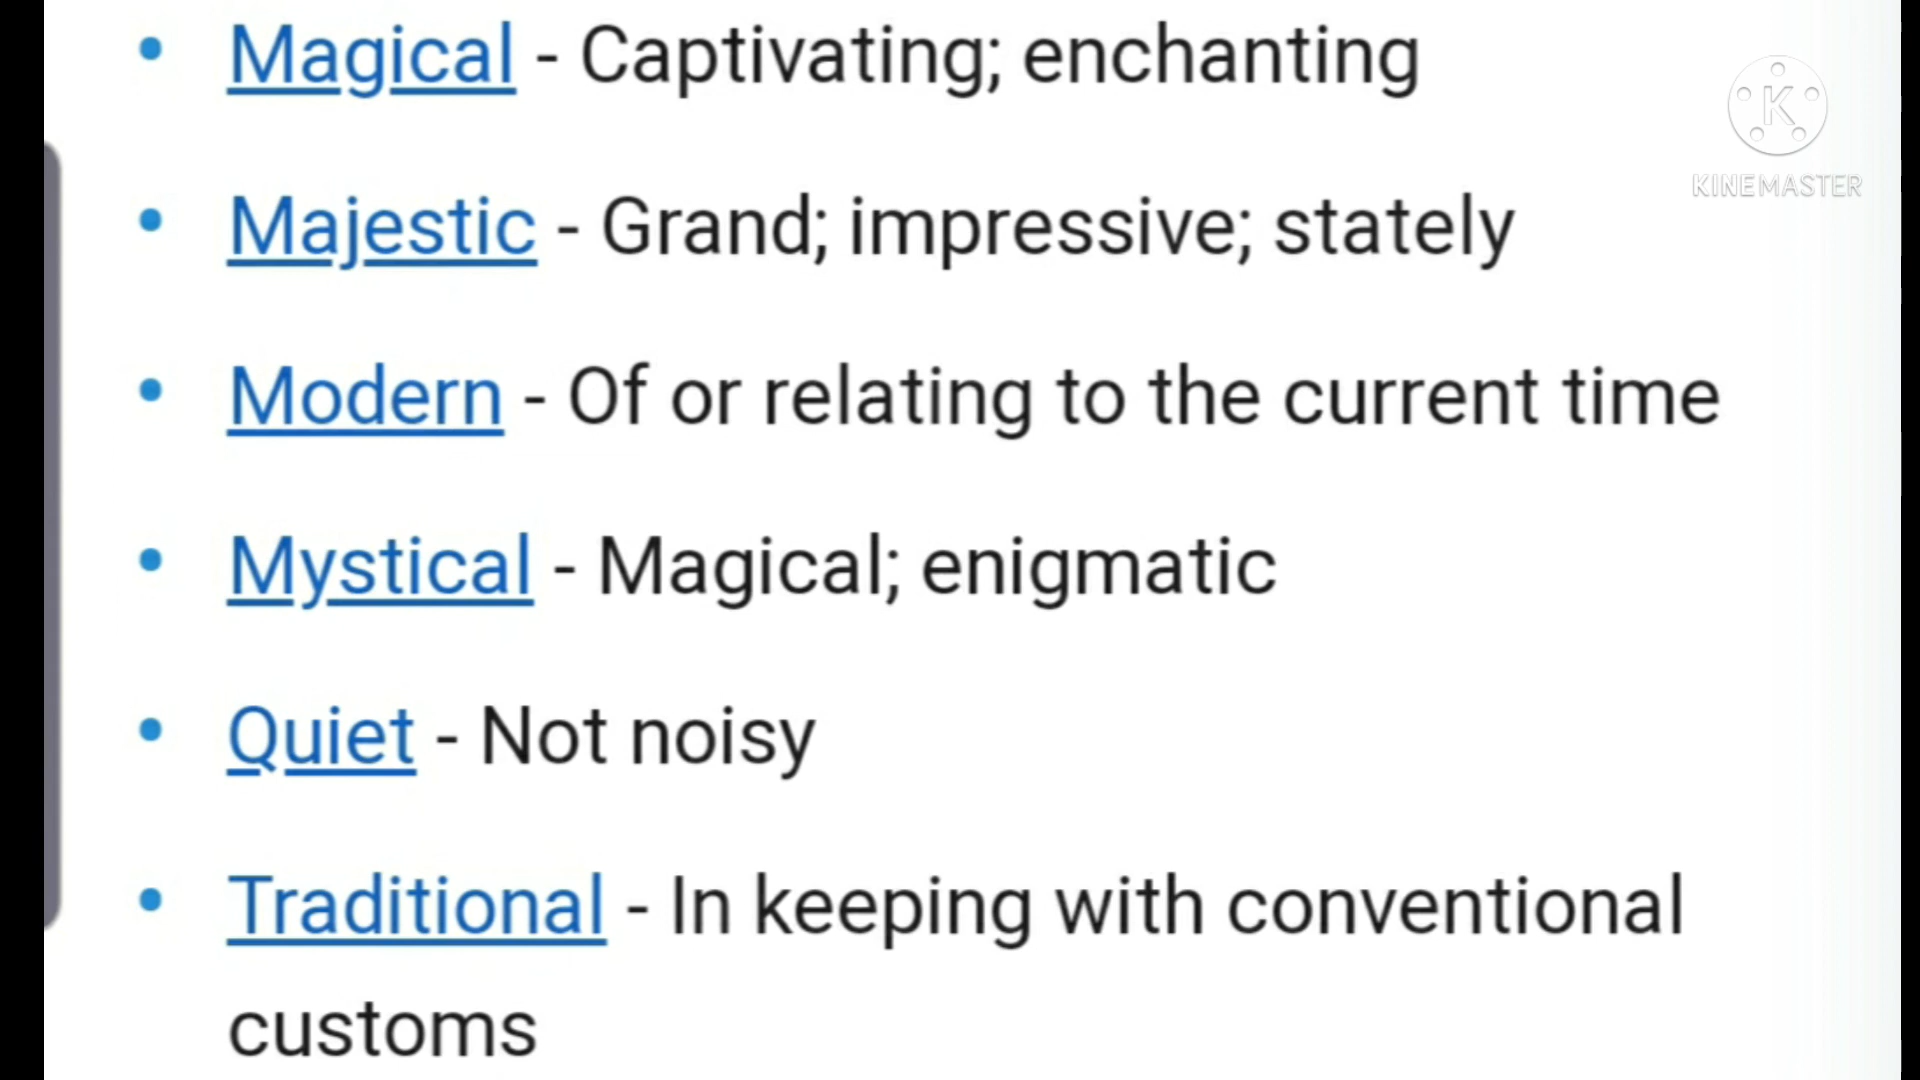 • Magical - Captivating; enchanting
K
KINEMASTER
• Majestic - Grand; impressive; stately
• Modern - Of or relating to the current time
• Mystical - Magical; enigmatic
• Quiet - Not noisy
• Traditional - In keeping with conventional
customs